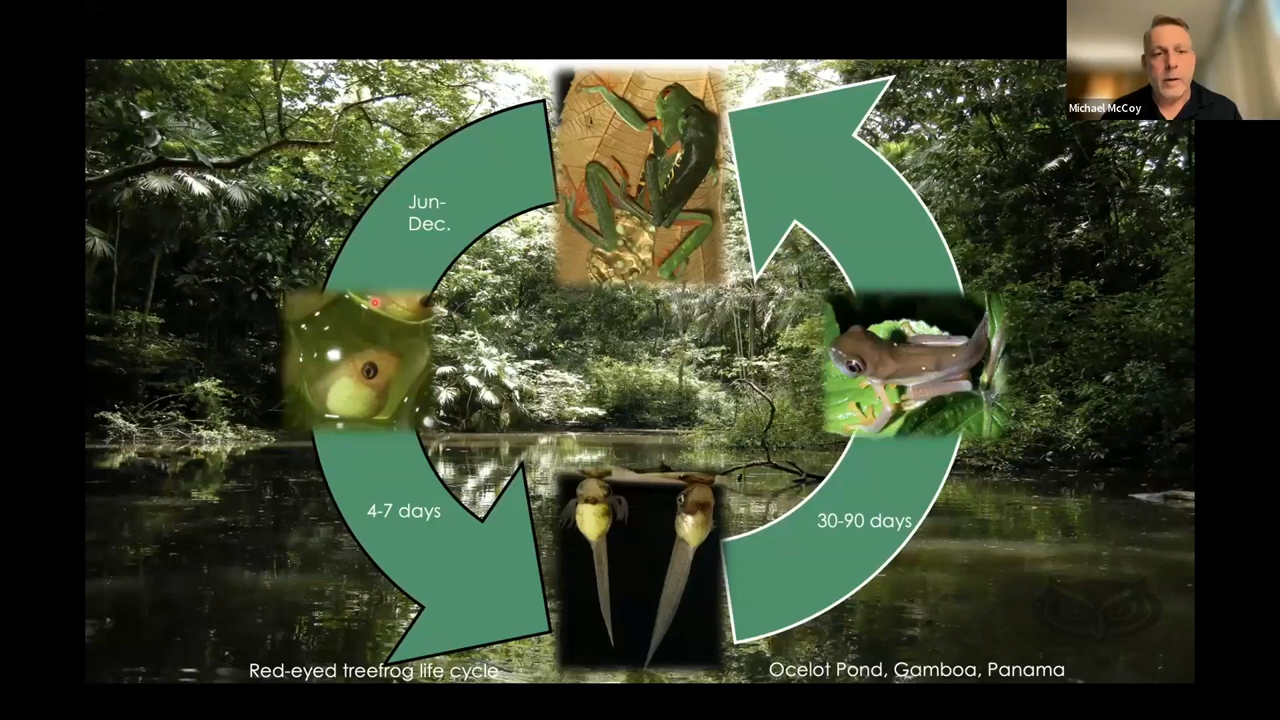 Michael McCoy
Jun-
Dec.
4-7 days
30-90 days
Red-eyed treefrog life cycle
Ocelot Pond, Gamboa, Panama